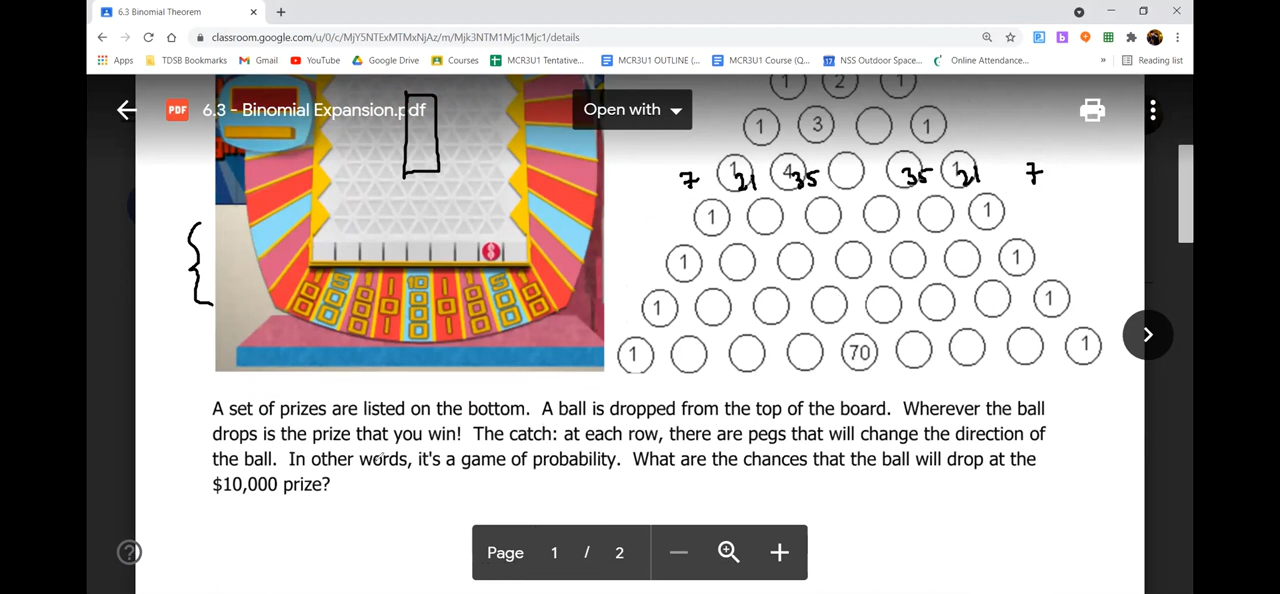 6.3 Binomial Theorem
classroom.google.com/u/0/c/MjY5NTExMTMxNjAz/m/Mjk3NTM1Mjc1Mjc1/details
Apps TDSB Bookmarks Gmail YouTube Google Drive Courses MCR3U1 Tentative... MCR3U1 OUTLINE (,... MCR3U1 Course (Q... NSS Outdoor Space... Online Attendance... » Reading list
PDF 6.3 - Binomial Expansion.pdf Open with
1 2 1
1 3 1
1 4 1
7 21 35 35 21 7
1 1
1 1
1 1
1 70 1
A set of prizes are listed on the bottom. A ball is dropped from the top of the board. Wherever the ball
drops is the prize that you win! The catch: at each row, there are pegs that will change the direction of
the ball. In other words, it's a game of probability. What are the chances that the ball will drop at the
$10,000 prize?
Page 1 / 2